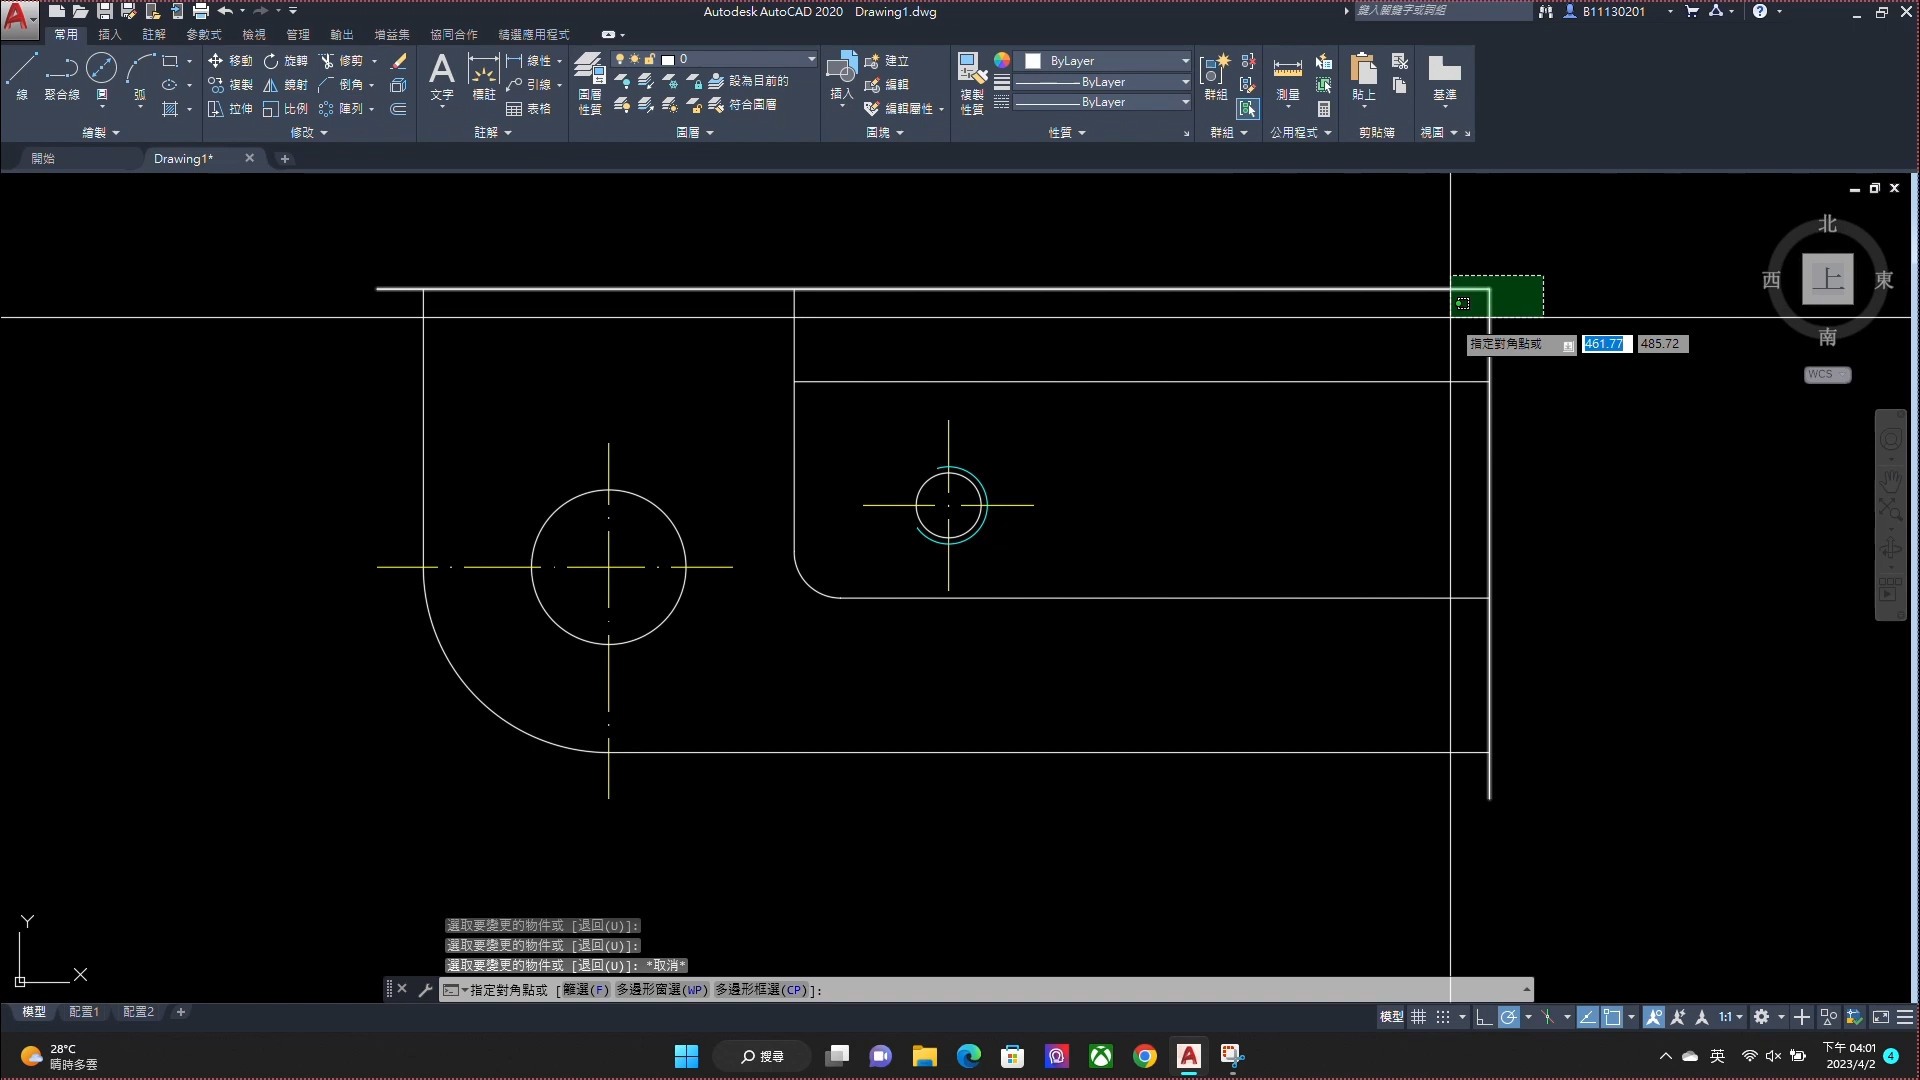 Autodesk AutoCAD 2020 Drawing1.dwg
鍵入關鍵字或詞組
B11130201
常用 插入 註解 參數式 檢視 管理 輸出 增益集 協同合作 精選應用程式
線 聚合線 圓 弧
移動 旋轉 修剪
複製 鏡射 倒角
拉伸 比例 陣列
文字 標註
線性
引線
表格
圖層
性質
0
設為目前的
符合圖層
插入
建立
編輯
編輯屬性
複製
性質
ByLayer
ByLayer
ByLayer
群組
測量
貼上
基準
繪製 修改 註解 圖層 圖塊 性質 群組 公用程式 剪貼簿 視圖
開始 Drawing1*
北
西 上 東
南
WCS
指定對角點或 461.77 485.72
Y
X
選取要變更的物件或 [退回(U)]:
選取要變更的物件或 [退回(U)]:
選取要變更的物件或 [退回(U)]: *取消*
指定對角點或 [籬選(F) 多邊形窗選(WP) 多邊形框選(CP)]:
模型 配置1 配置2
模型 1:1
28°C
晴時多雲
搜尋
英
下午 04:01
2023/4/2
4